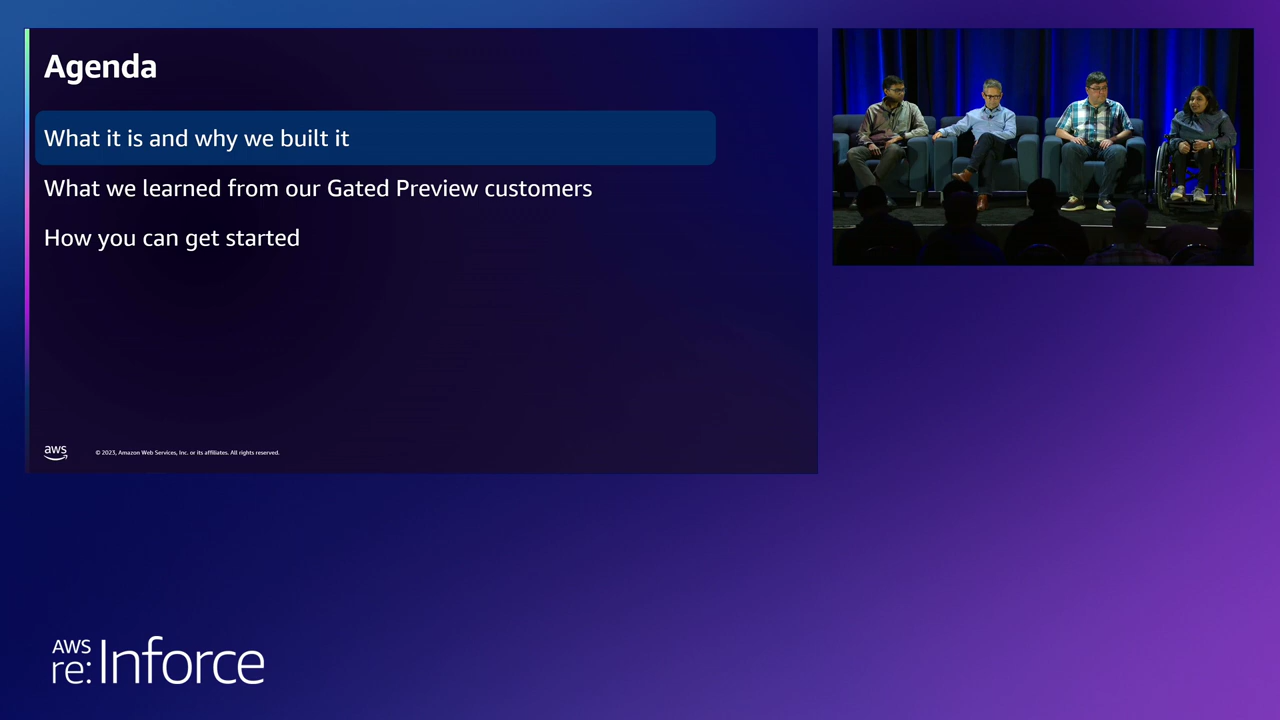 Agenda
What it is and why we built it
What we learned from our Gated Preview customers
How you can get started
aws
© 2023, Amazon Web Services, Inc. or its affiliates. All rights reserved.
AWS
re:Inforce